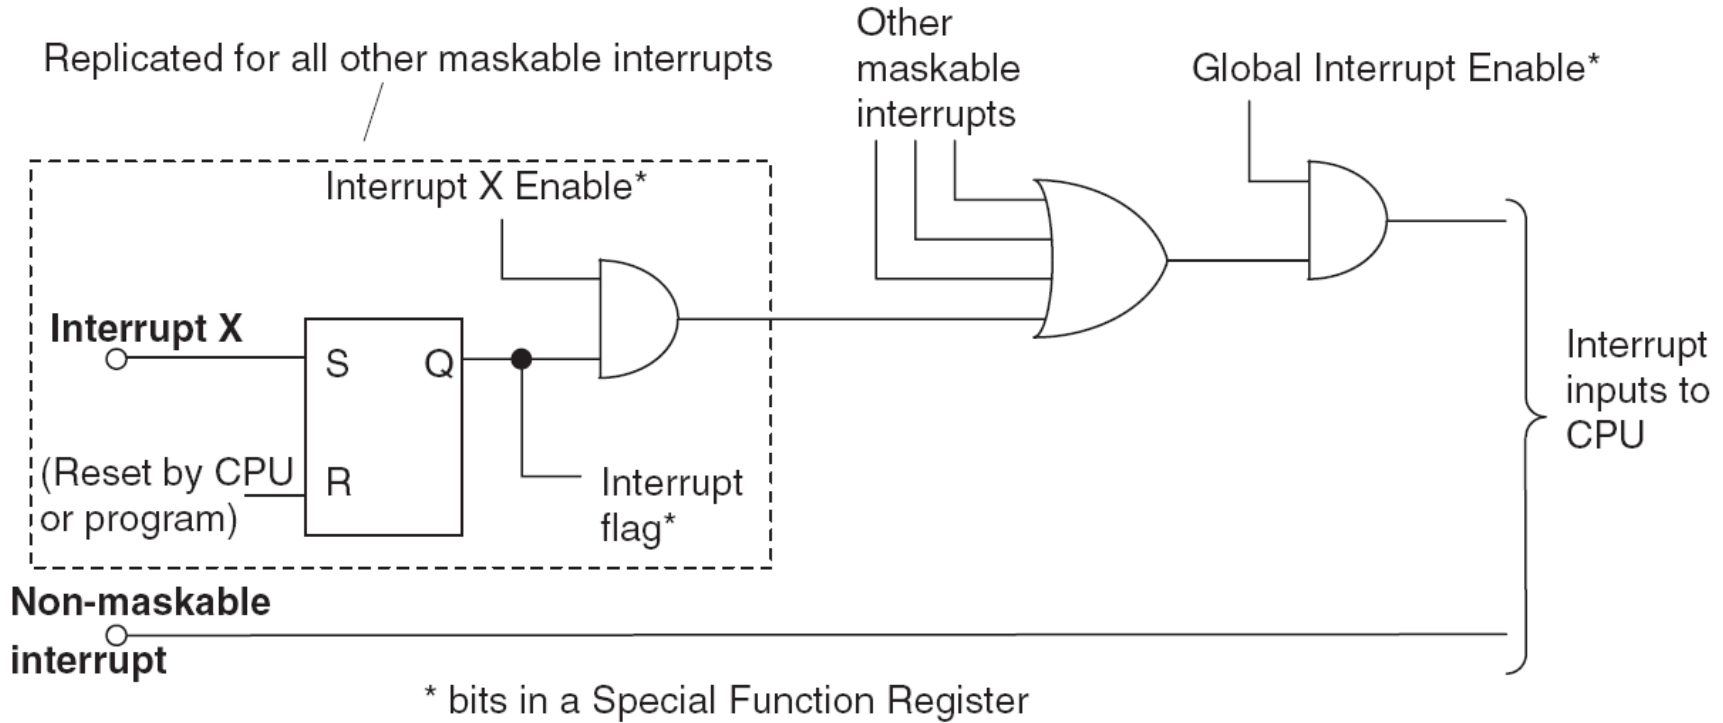 Replicated for all other maskable interrupts
Other
maskable
interrupts
Global Interrupt Enable*
Interrupt X Enable*
Interrupt X
S
Q
(Reset by CPU
or program)
R
Interrupt
flag*
Interrupt
inputs to
CPU
Non-maskable
interrupt
* bits in a Special Function Register